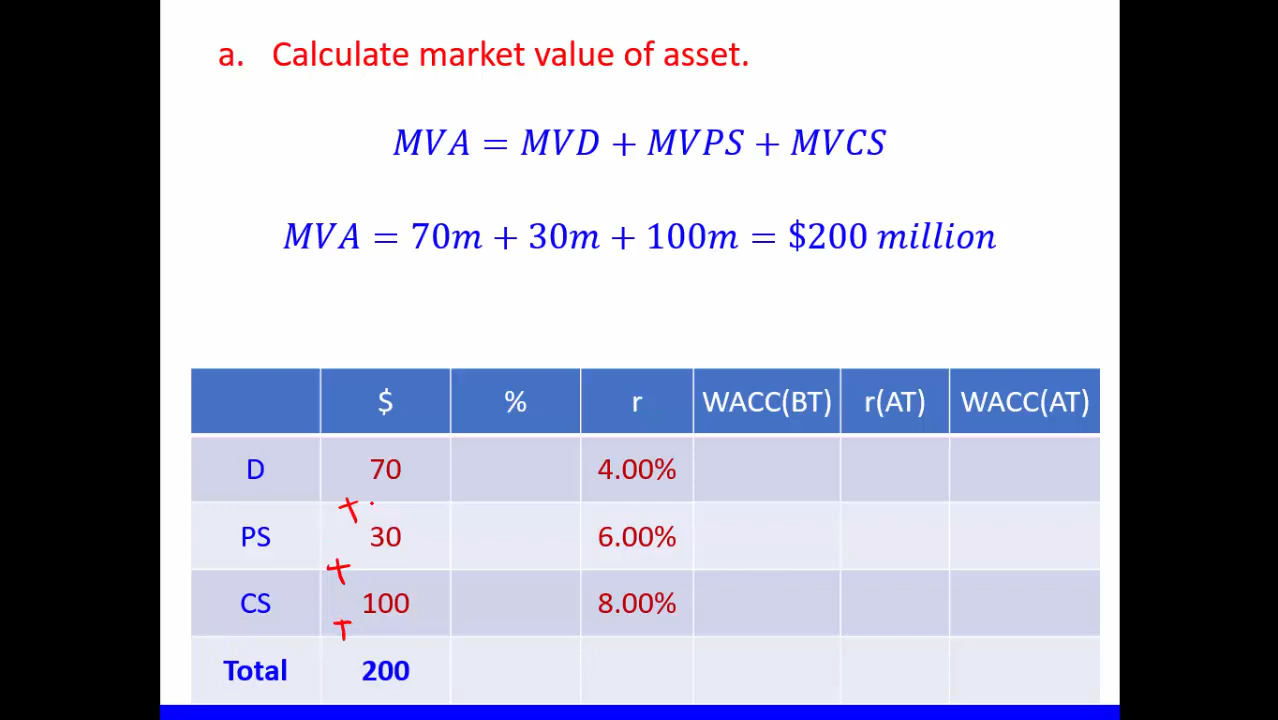 a. Calculate market value of asset.
MVA = MVD + MVPS + MVCS
MVA = 70m + 30m + 100m = $200 million
$ % r WACC(BT) r(AT) WACC(AT)
D 70 4.00%
+
PS 30 6.00%
+
CS 100 8.00%
Total 200